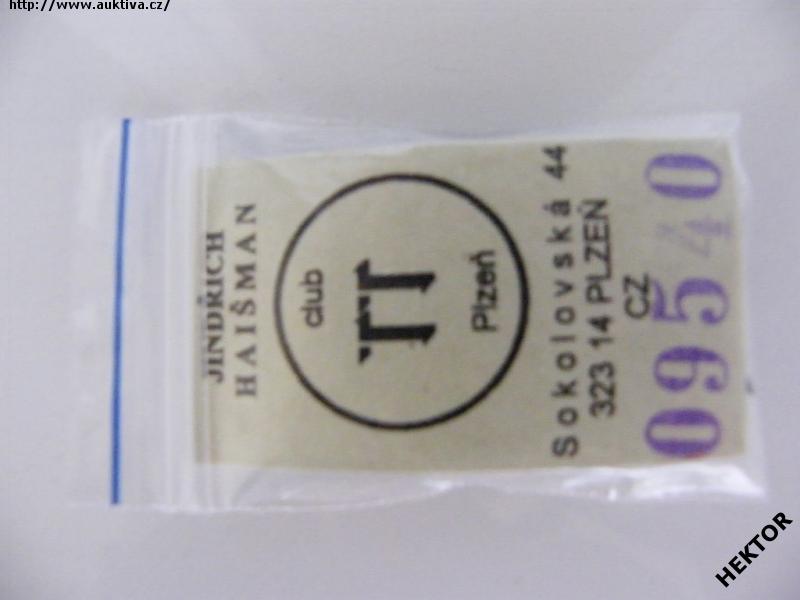 http://www.auktiva.cz/
JINDŘICH
HAIŠMAN
club
TT
Plzeň
Sokolovská 44
323 14 PLZEŇ
CZ
09540
HEKTOR